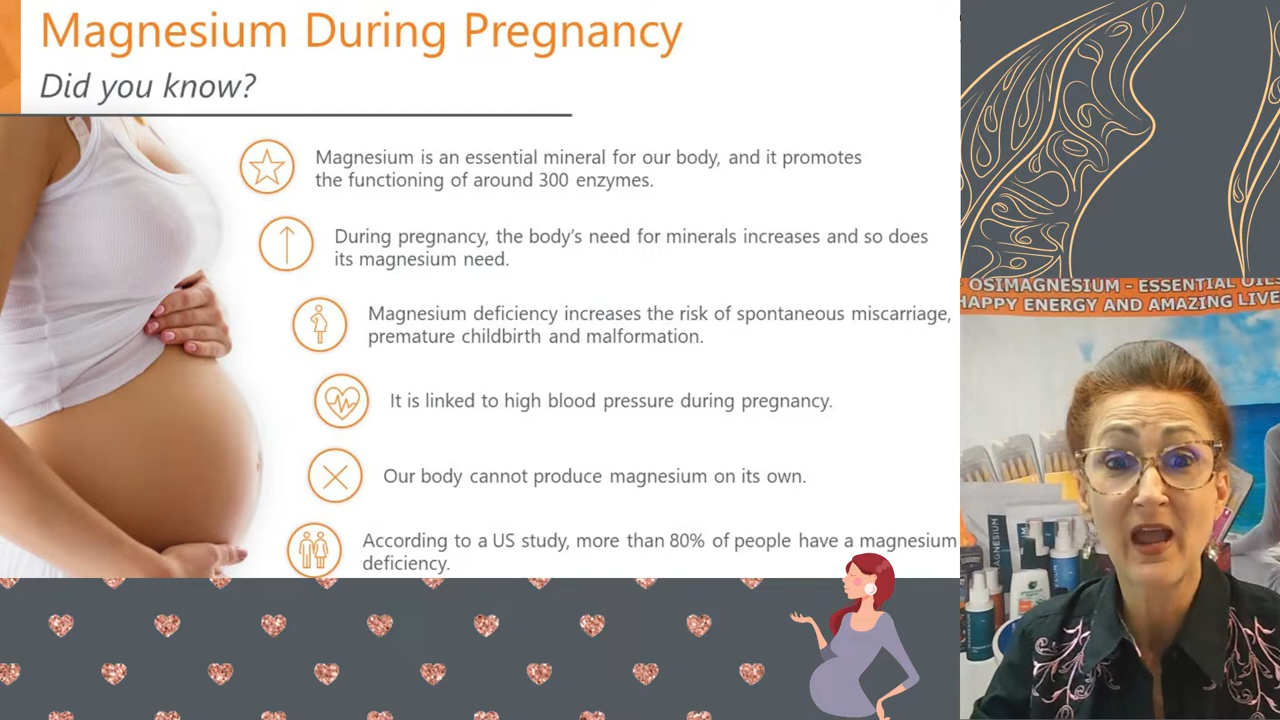 Magnesium During Pregnancy
Did you know?
Magnesium is an essential mineral for our body, and it promotes
the functioning of around 300 enzymes.
During pregnancy, the body's need for minerals increases and so does
its magnesium need.
Magnesium deficiency increases the risk of spontaneous miscarriage,
premature childbirth and malformation.
It is linked to high blood pressure during pregnancy.
Our body cannot produce magnesium on its own.
According to a US study, more than 80% of people have a magnesium
deficiency.
OSIMAGNESIUM - ESSENTIAL OILS
HAPPY ENERGY AND AMAZING LIVE
MAGNESIUM